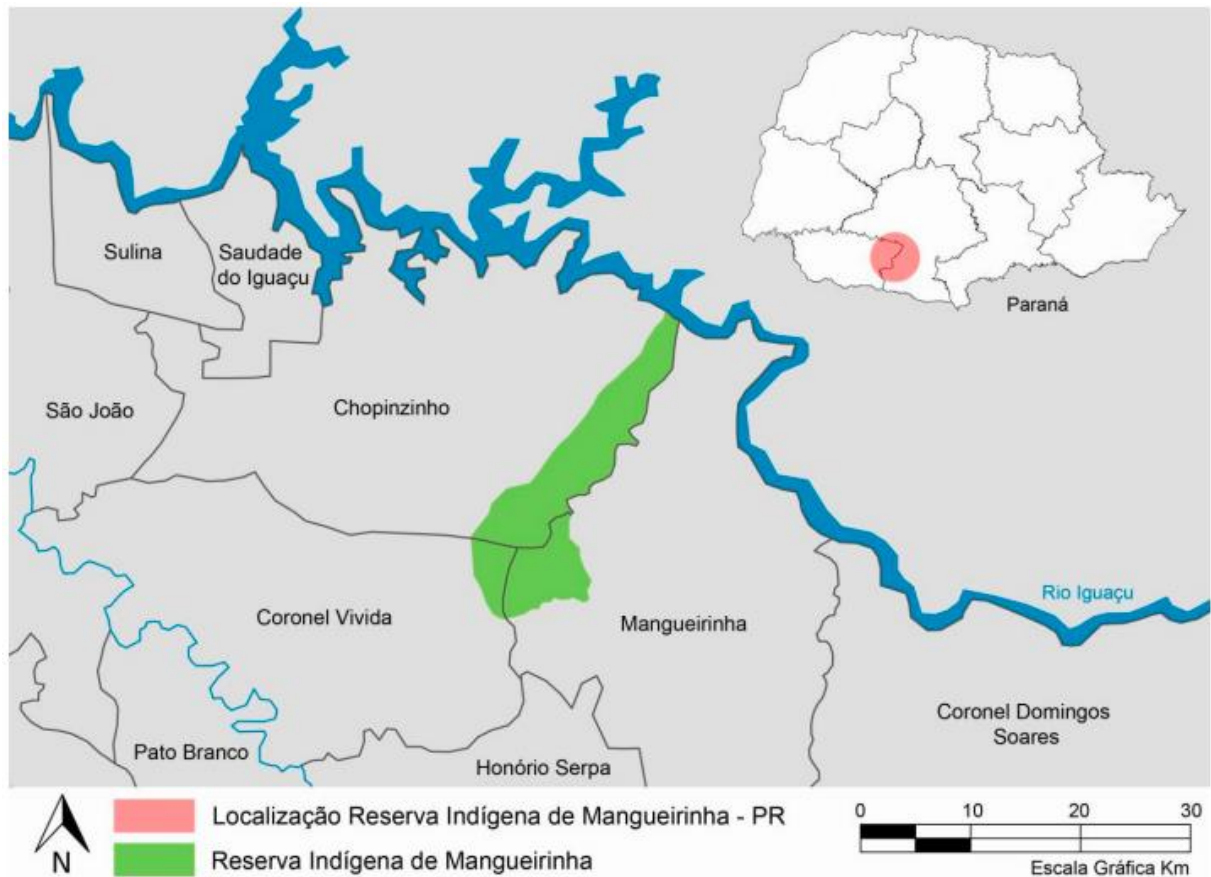 Paraná
Sulina
Saudade
do Iguaçu
São João
Chopinzinho
Rio Iguaçu
Coronel Vivida
Mangueirinha
Coronel Domingos
Soares
Pato Branco
Honório Serpa
N
Localização Reserva Indígena de Mangueirinha - PR
Reserva Indígena de Mangueirinha
0 10 20 30
Escala Gráfica Km